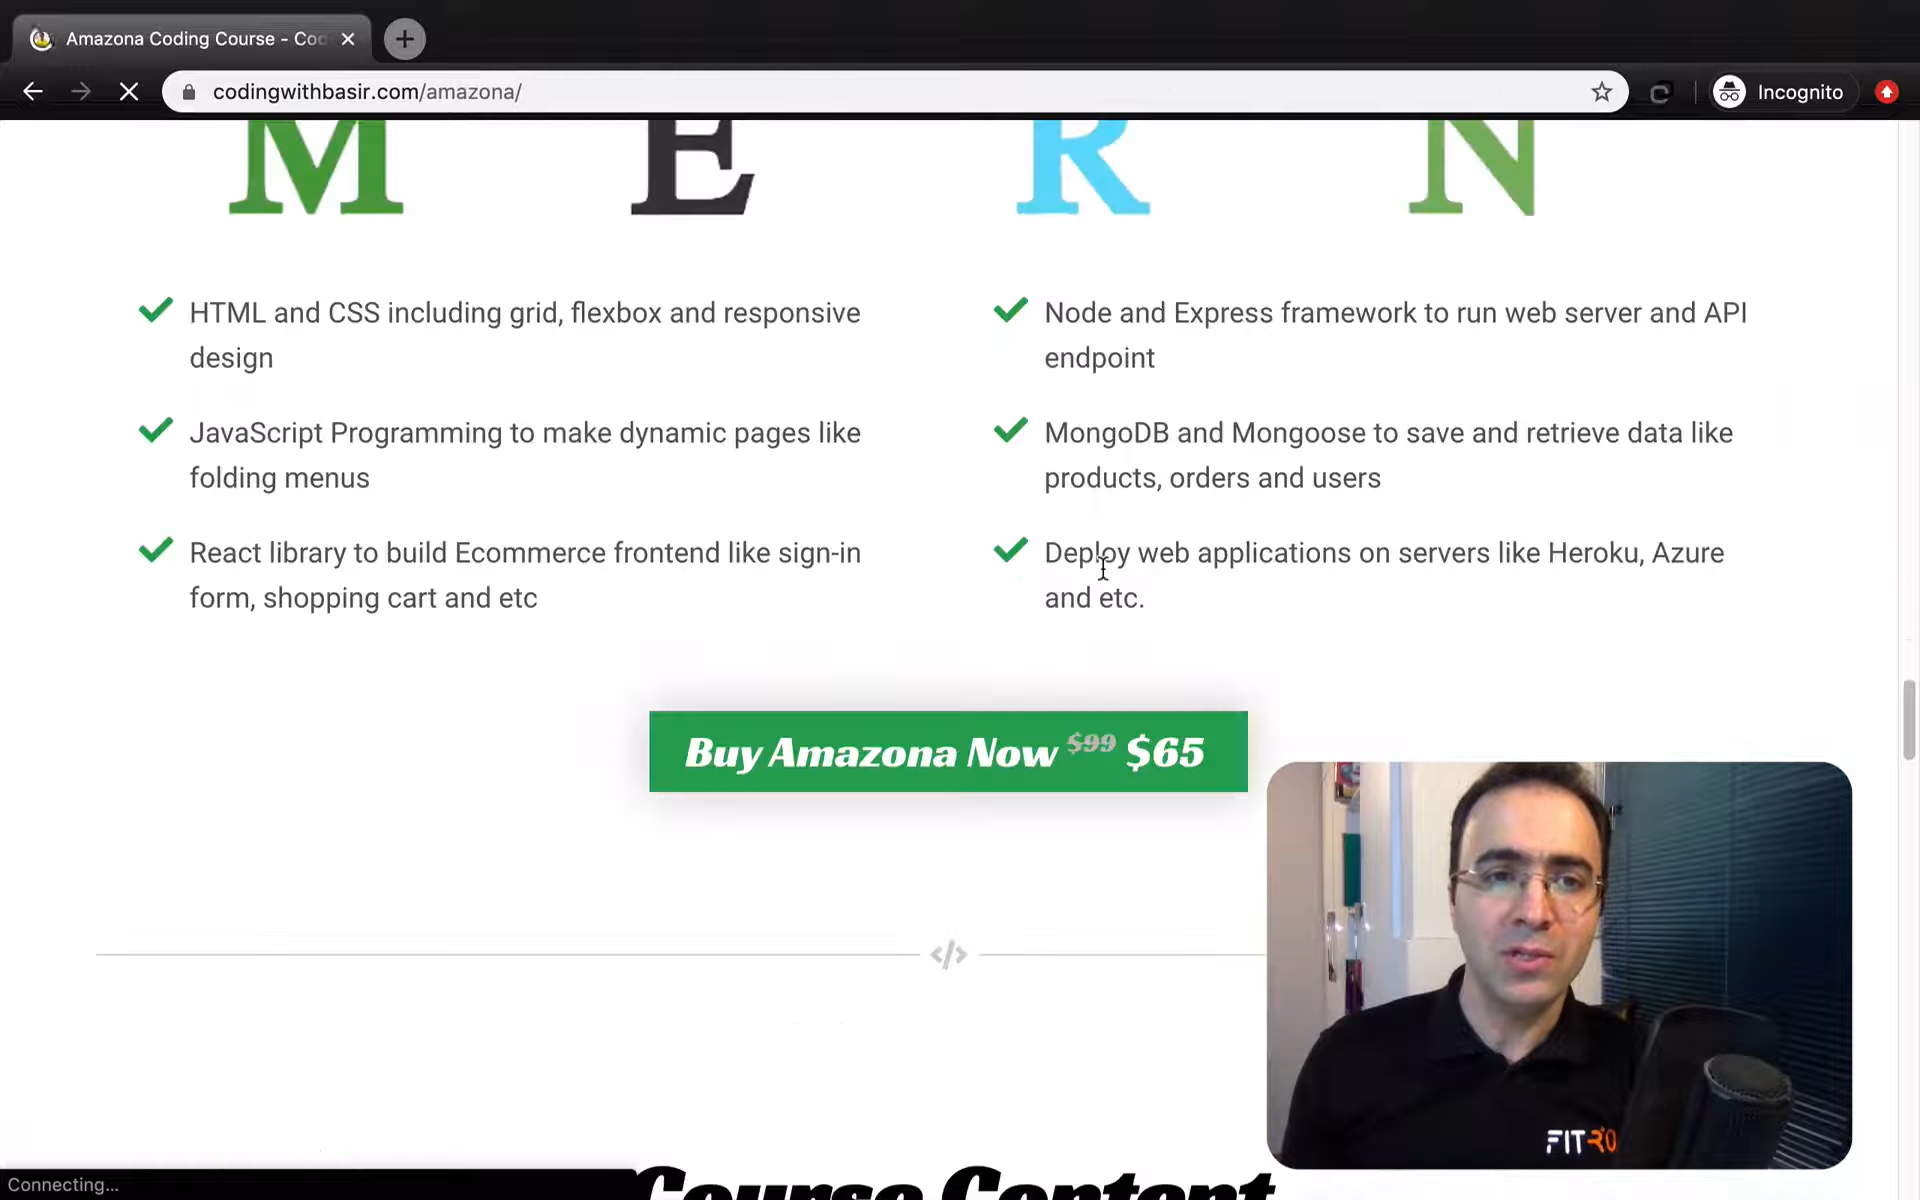 Amazona Coding Course - Co
codingwithbasir.com/amazona/
Incognito
M E R N
HTML and CSS including grid, flexbox and responsive
design
JavaScript Programming to make dynamic pages like
folding menus
React library to build Ecommerce frontend like sign-in
form, shopping cart and etc
Node and Express framework to run web server and API
endpoint
MongoDB and Mongoose to save and retrieve data like
products, orders and users
Deploy web applications on servers like Heroku, Azure
and etc.
Buy Amazona Now $99 $65
</>
FITRO
Course Content
Connecting...